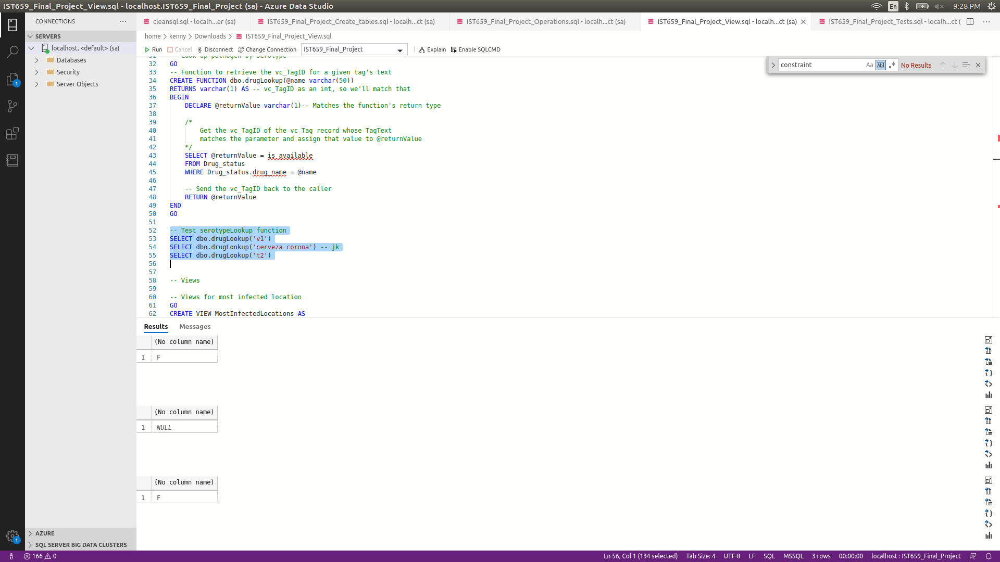 IST659_Final_Project_View.sql - localhost.IST659_Final_Project (sa) - Azure Data Studio
En
9:28 PM
CONNECTIONS
cleansql.sql - localh...er (sa)
IST659_Final_Project_Create_tables.sql - localh...ct (sa)
IST659_Final_Project_Operations.sql - localh...ct (sa)
IST659_Final_Project_View.sql - localh...ct (sa)
IST659_Final_Project_Tests.sql - localh...ct (
SERVERS
localhost, <default> (sa)
Databases
Security
Server Objects
home > kenny > Downloads > IST659_Final_Project_View.sql
Run Cancel Disconnect Change Connection IST659_Final_Project Explain Enable SQLCMD
constraint Aa Abl .* No Results
31 -- Look up pathogen by serotype
32 GO
33 -- Function to retrieve the vc_TagID for a given tag's text
34 CREATE FUNCTION dbo.drugLookup(@name varchar(50))
35 RETURNS varchar(1) AS -- vc_TagID as an int, so we'll match that
36 BEGIN
37 DECLARE @returnValue varchar(1)-- Matches the function's return type
38
39 /*
40 Get the vc_TagID of the vc_Tag record whose TagText
41 matches the parameter and assign that value to @returnValue
42 */
43 SELECT @returnValue = is_available
44 FROM Drug_status
45 WHERE Drug_status.drug_name = @name
46
47 -- Send the vc_TagID back to the caller
48 RETURN @returnValue
49 END
50 GO
51
52 -- Test serotypeLookup function
53 SELECT dbo.drugLookup('v1')
54 SELECT dbo.drugLookup('cerveza corona') -- jk
55 SELECT dbo.drugLookup('t2')
56
57
58 -- Views
59
60 -- Views for most infected location
61 GO
62 CREATE VIEW MostInfectedLocations AS
Results Messages
(No column name)
1 F
(No column name)
1 NULL
(No column name)
1 F
1
1
AZURE
SQL SERVER BIG DATA CLUSTERS
166 0
Ln 56, Col 1 (134 selected) Tab Size: 4 UTF-8 LF SQL MSSQL 3 rows 00:00:00 localhost : IST659_Final_Project